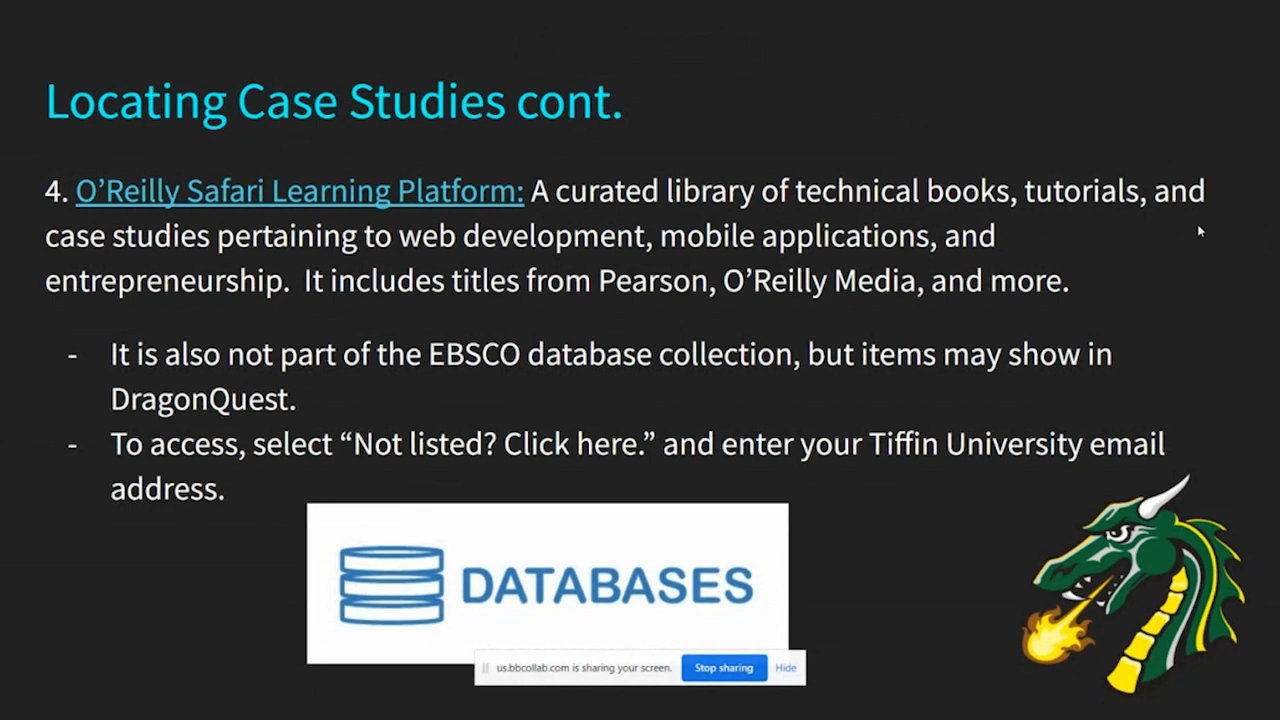 Locating Case Studies cont.
4. O’Reilly Safari Learning Platform: A curated library of technical books, tutorials, and
case studies pertaining to web development, mobile applications, and
entrepreneurship. It includes titles from Pearson, O’Reilly Media, and more.
- It is also not part of the EBSCO database collection, but items may show in
DragonQuest.
- To access, select “Not listed? Click here.” and enter your Tiffin University email
address.
DATABASES
us.bbcollab.com is sharing your screen. Stop sharing Hide